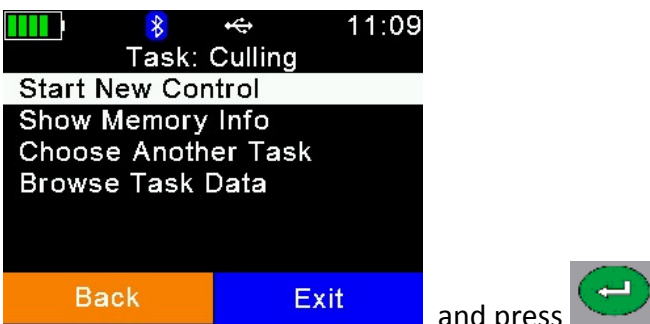 11:09
Task: Culling
Start New Control
Show Memory Info
Choose Another Task
Browse Task Data
Back Exit
and press